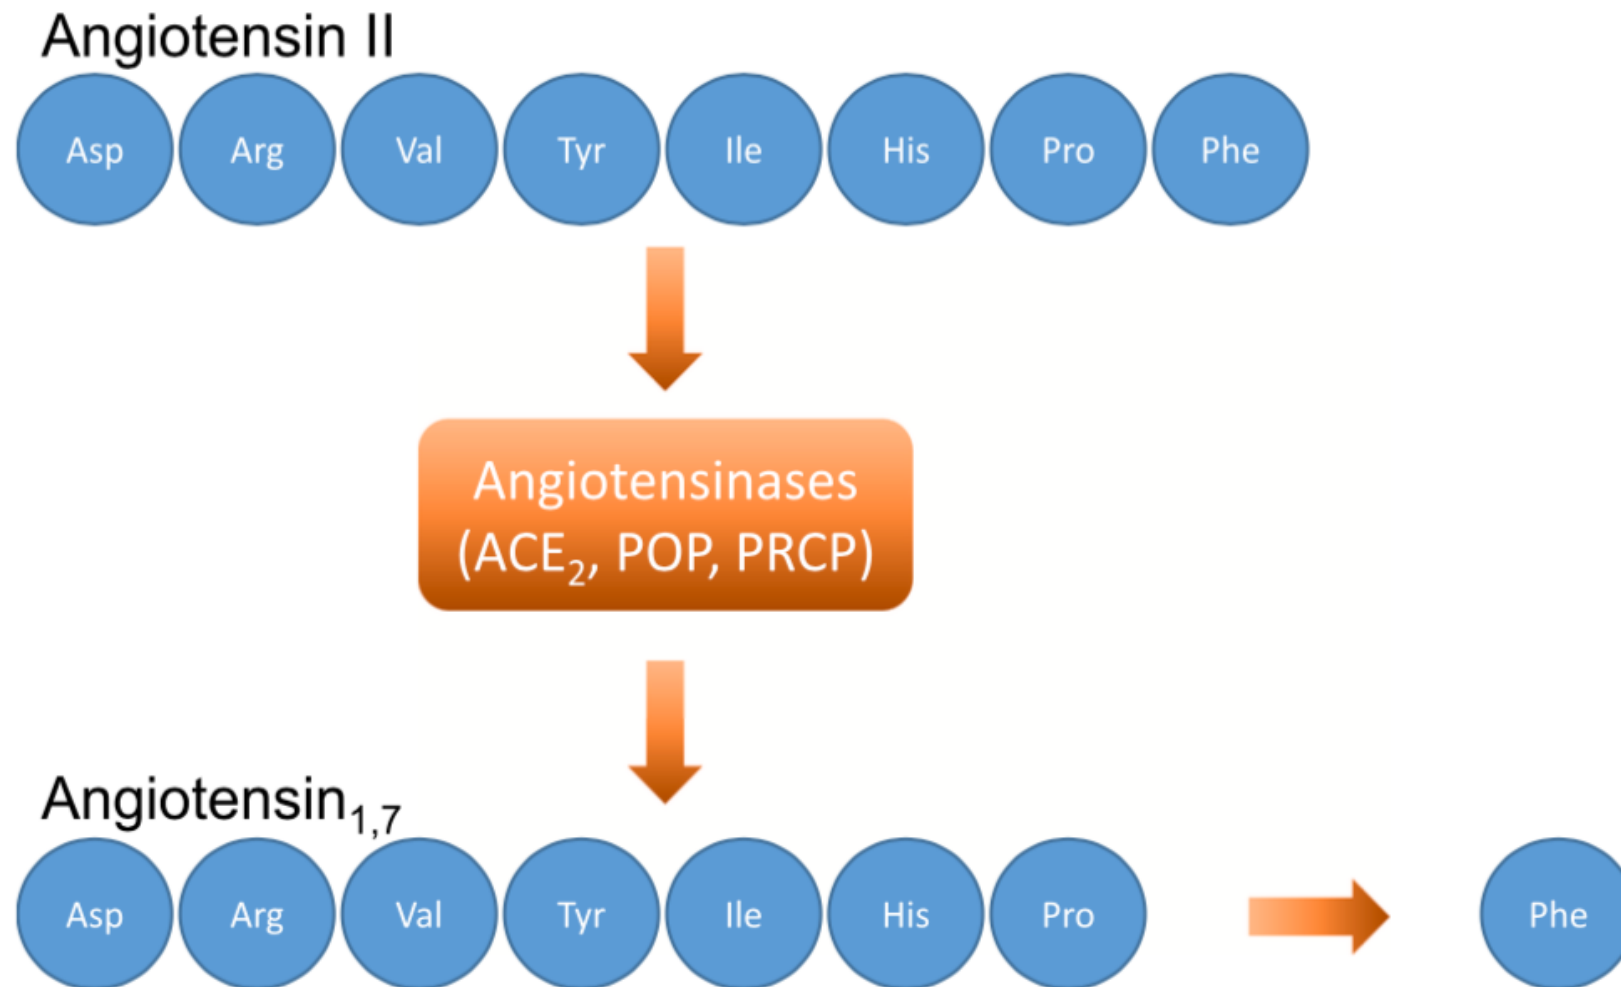 Angiotensin II
Asp Arg Val Tyr Ile His Pro Phe
Angiotensinases
(ACE₂, POP, PRCP)
Angiotensin₁,₇
Asp Arg Val Tyr Ile His Pro Phe